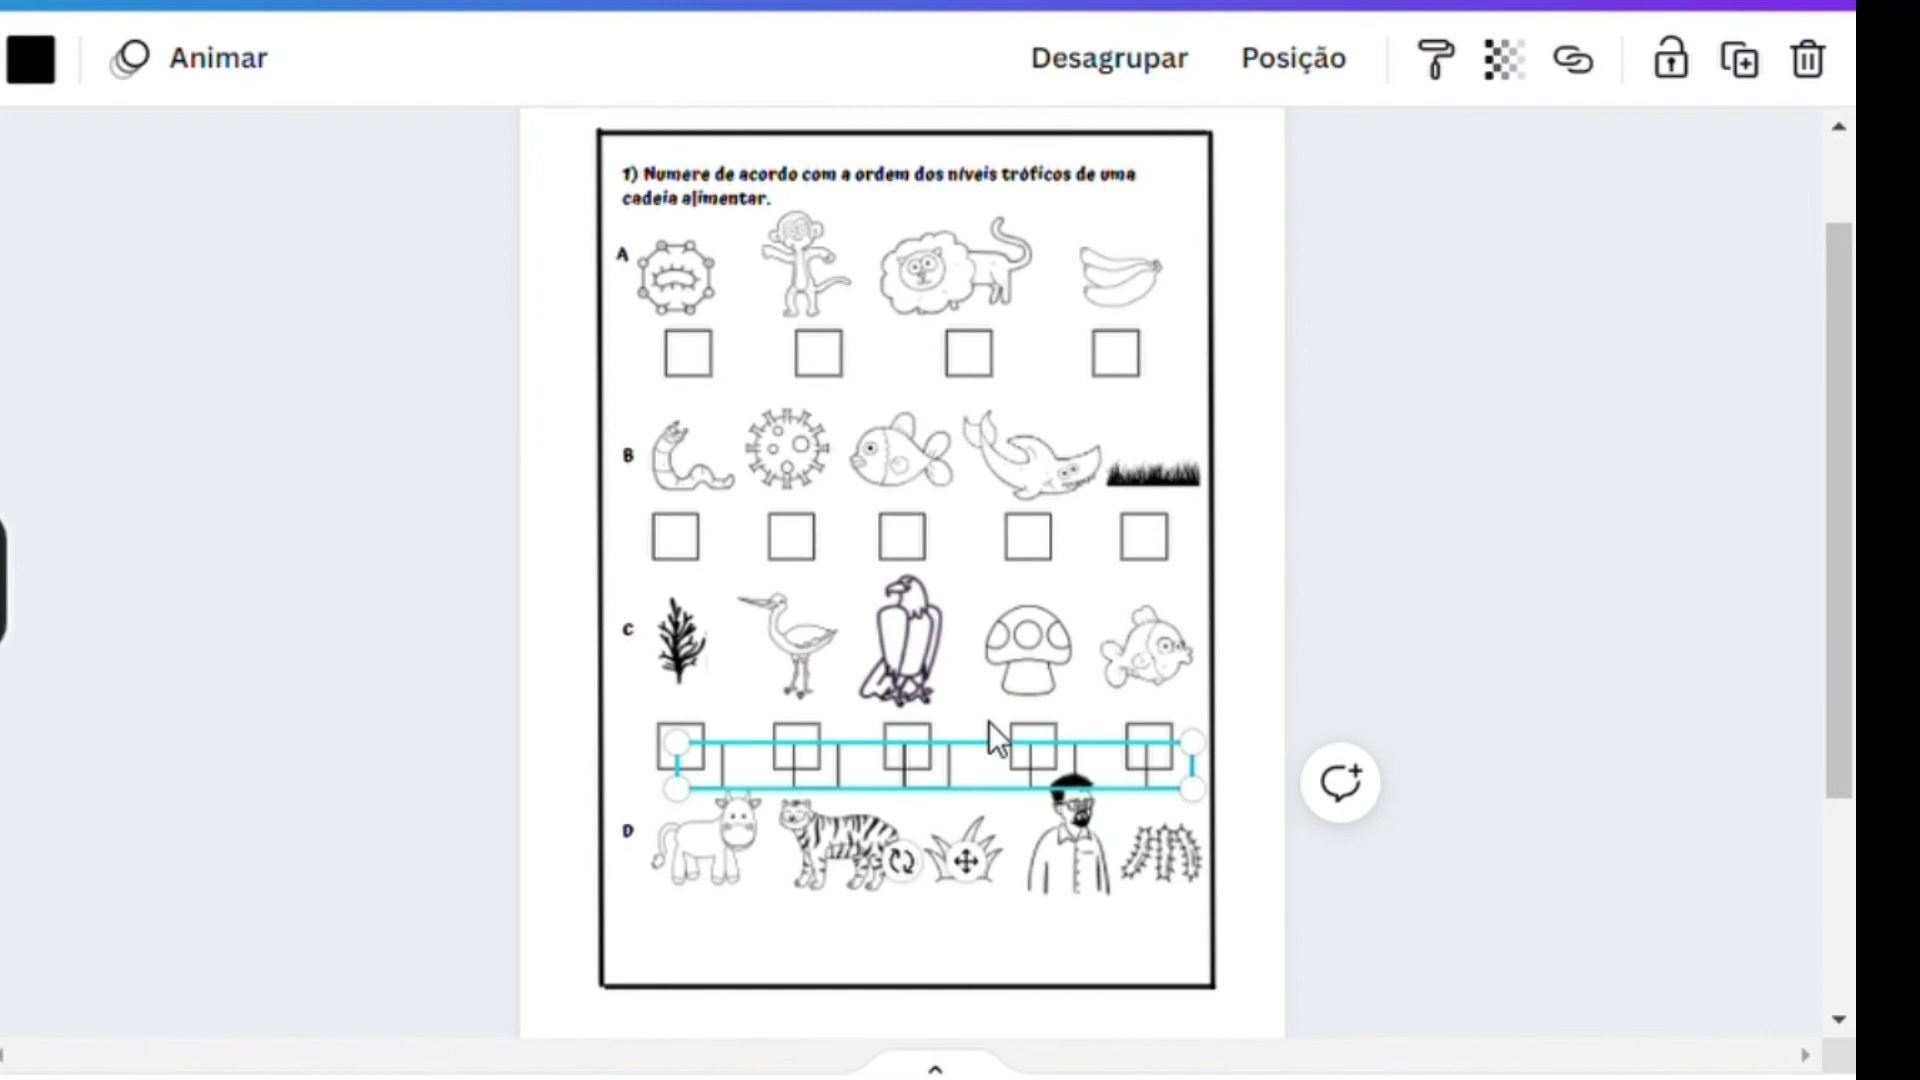 Animar
Desagrupar
Posição
1) Numere de acordo com a ordem dos níveis tróficos de uma
cadeia alimentar.
A
B
C
D